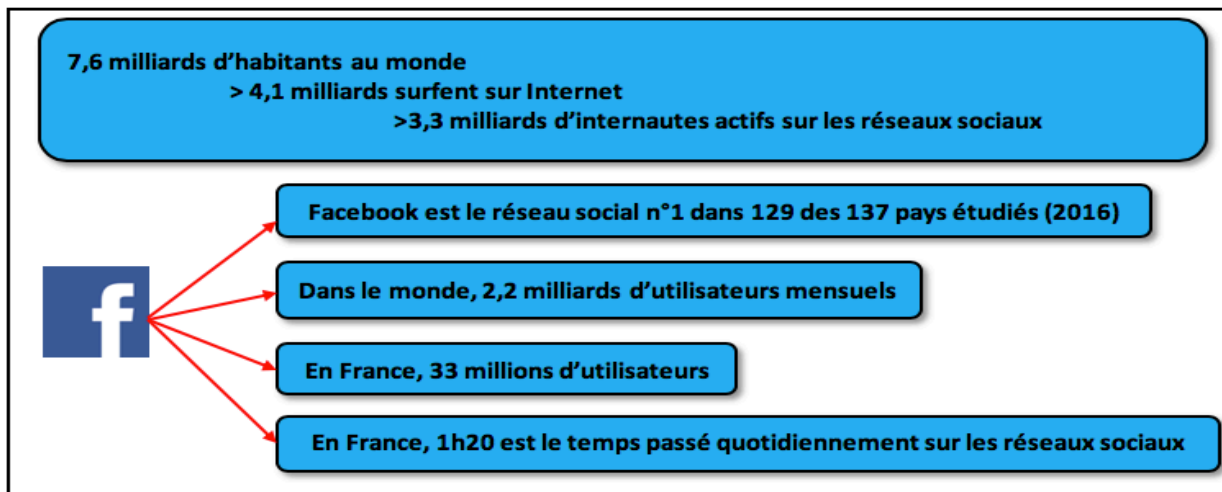 7,6 milliards d’habitants au monde
> 4,1 milliards surfent sur Internet
>3,3 milliards d’internautes actifs sur les réseaux sociaux
Facebook est le réseau social n°1 dans 129 des 137 pays étudiés (2016)
Dans le monde, 2,2 milliards d’utilisateurs mensuels
f
En France, 33 millions d’utilisateurs
En France, 1h20 est le temps passé quotidiennement sur les réseaux sociaux